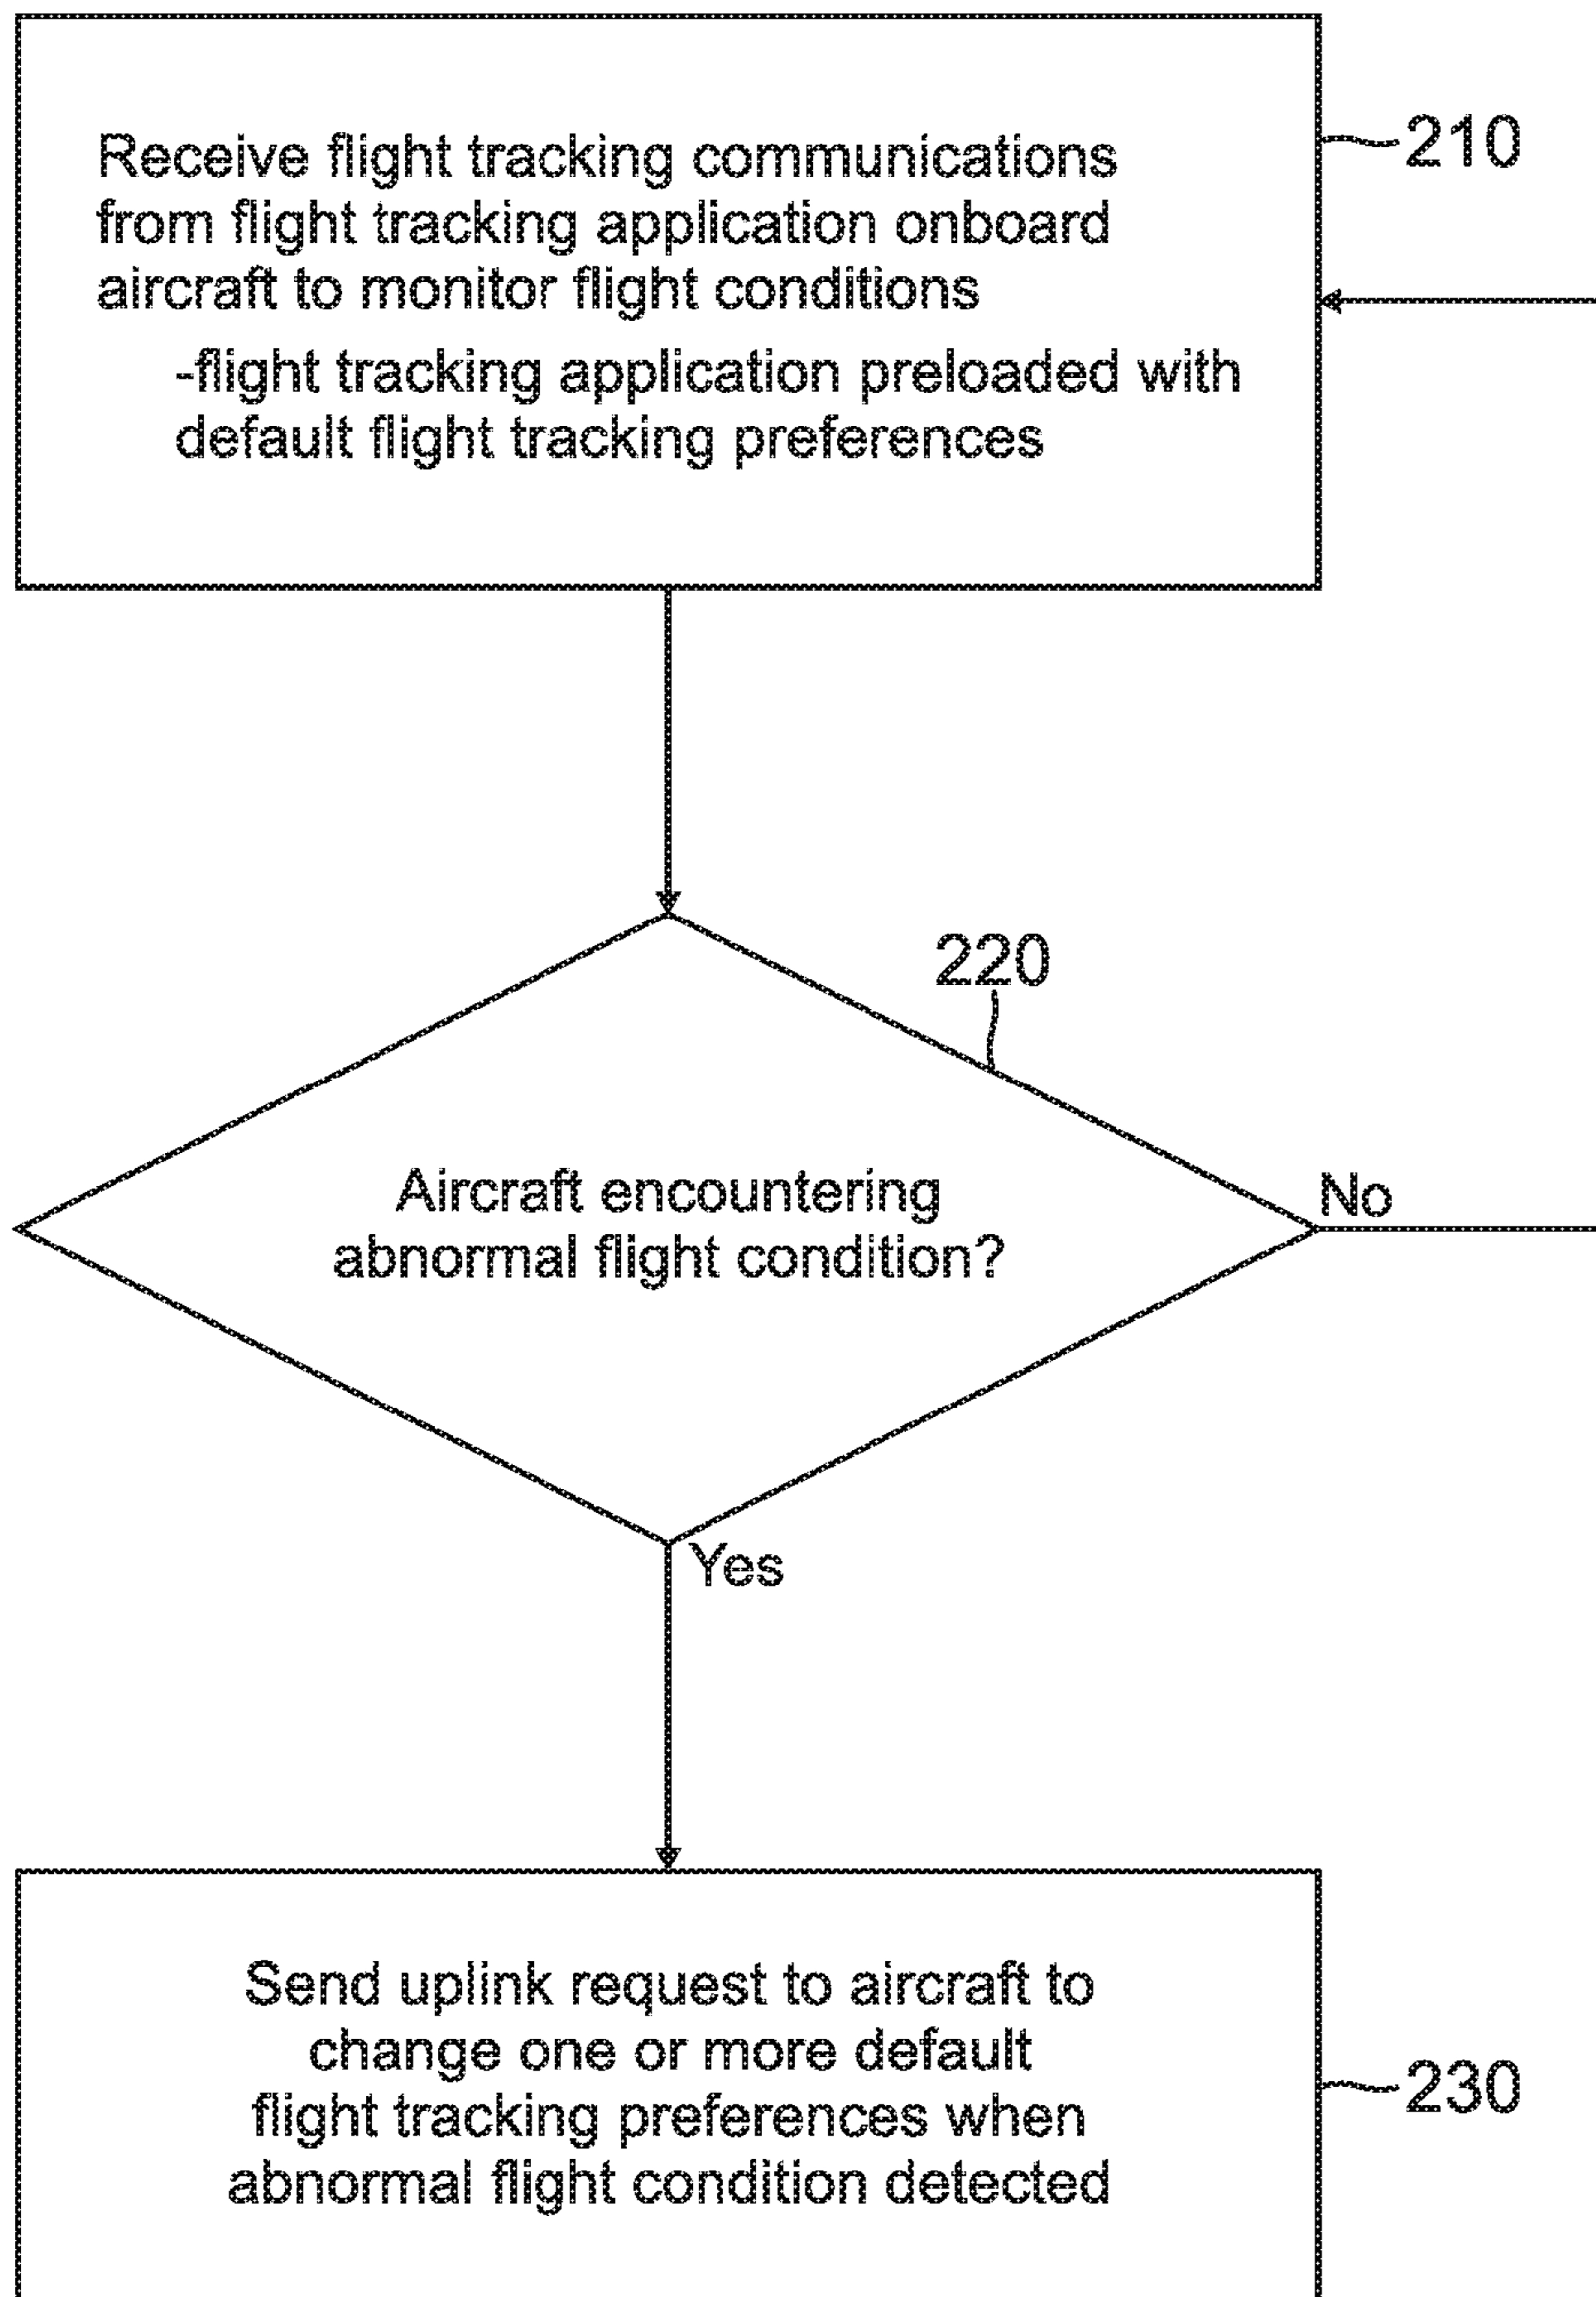 Receive flight tracking communications
from flight tracking application onboard
aircraft to monitor flight conditions
-flight tracking application preloaded with
default flight tracking preferences
210
220
Aircraft encountering
abnormal flight condition?
No
Yes
Send uplink request to aircraft to
change one or more default
flight tracking preferences when
abnormal flight condition detected
230